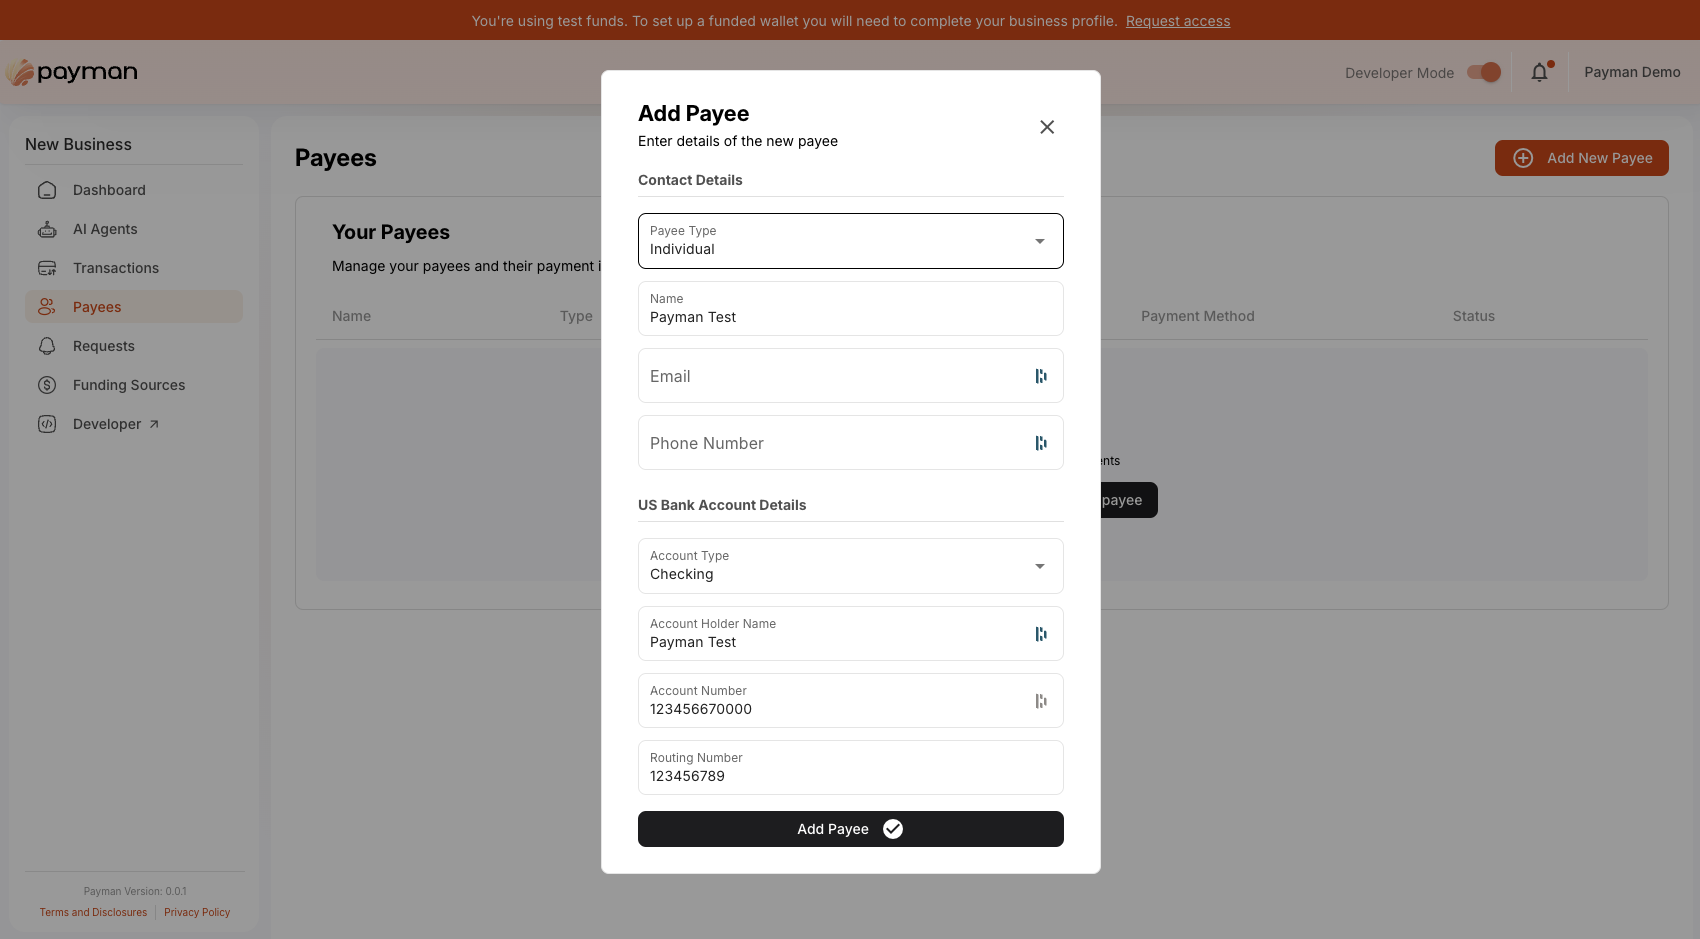 You're using test funds. To set up a funded wallet you will need to complete your business profile. Request access
payman
Developer Mode
Payman Demo
New Business
Dashboard
AI Agents
Transactions
Payees
Requests
Funding Sources
Developer
Payman Version: 0.0.1
Terms and Disclosures
Privacy Policy
Payees
Add New Payee
Your Payees
Manage your payees and their payment
Name
Type
Payment Method
Status
payee
Add Payee
Enter details of the new payee
Contact Details
Payee Type
Individual
Name
Payman Test
Email
Phone Number
US Bank Account Details
Account Type
Checking
Account Holder Name
Payman Test
Account Number
123456670000
Routing Number
123456789
Add Payee